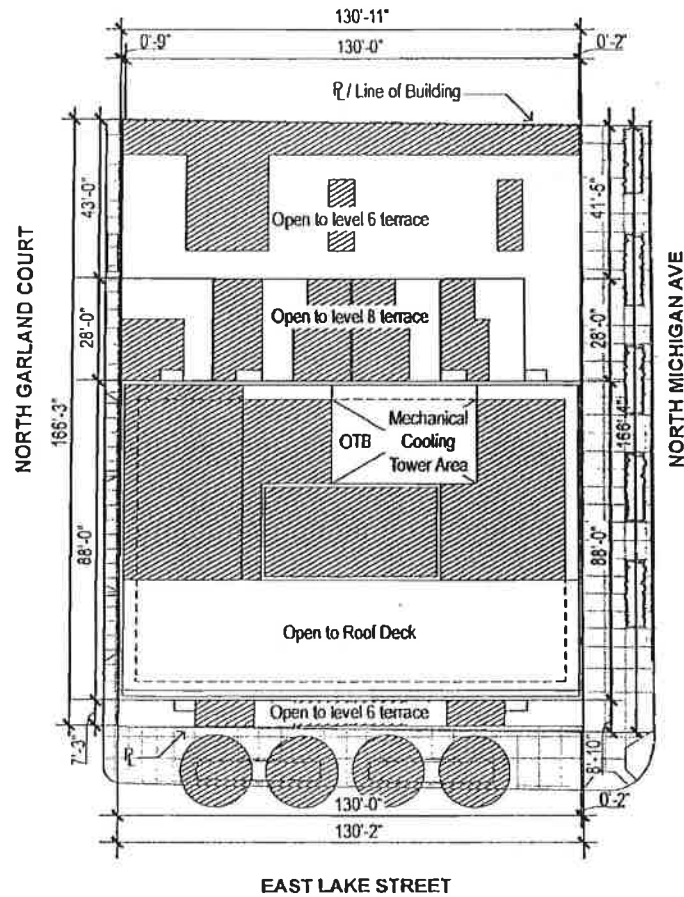 130'-11"
0'-9"
130'-0"
0'-2"
℄/ Line of Building
43'-0"
41'-5"
Open to level 6 terrace
28'-0"
Open to level 8 terrace
28'-0"
NORTH GARLAND COURT
166'-3"
166'-4"
NORTH MICHIGAN AVE
Mechanical
OTB
Cooling
Tower Area
88'-0"
88'-0"
Open to Roof Deck
Open to level 6 terrace
7'-3"
℄
8'-10"
130'-0"
0'-2"
130'-2"
EAST LAKE STREET